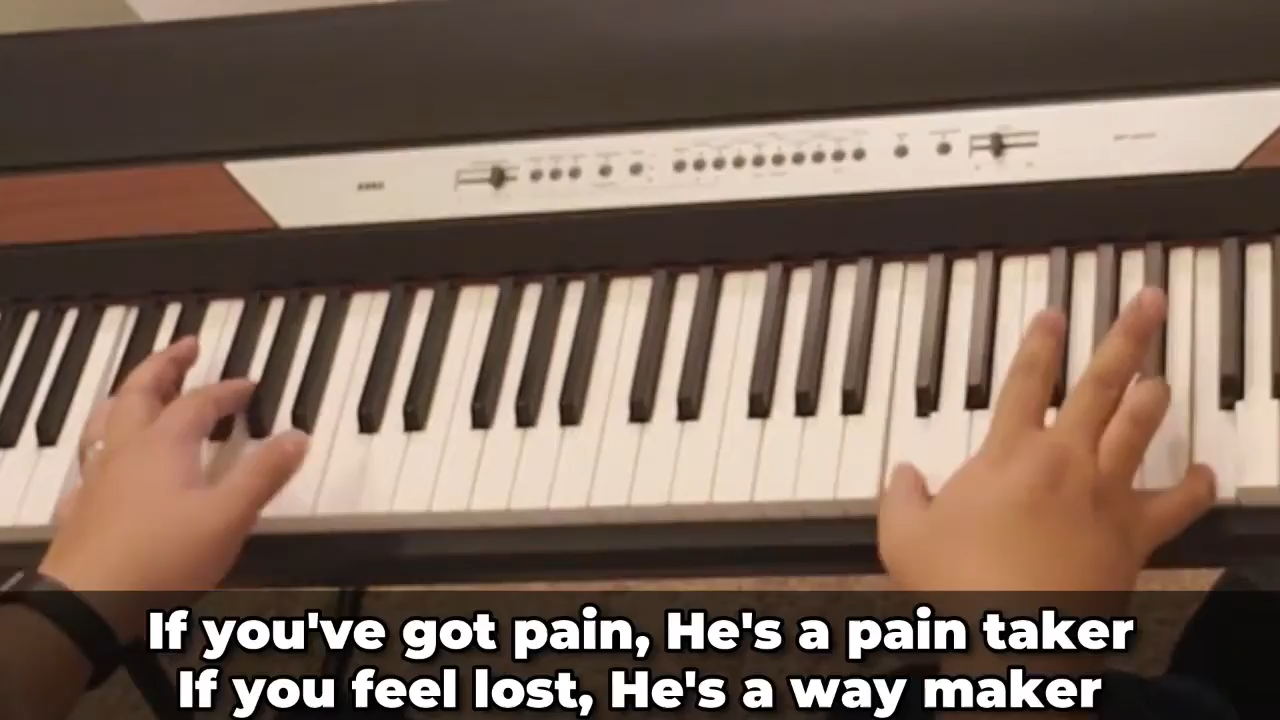 If you've got pain, He's a pain taker
If you feel lost, He's a way maker